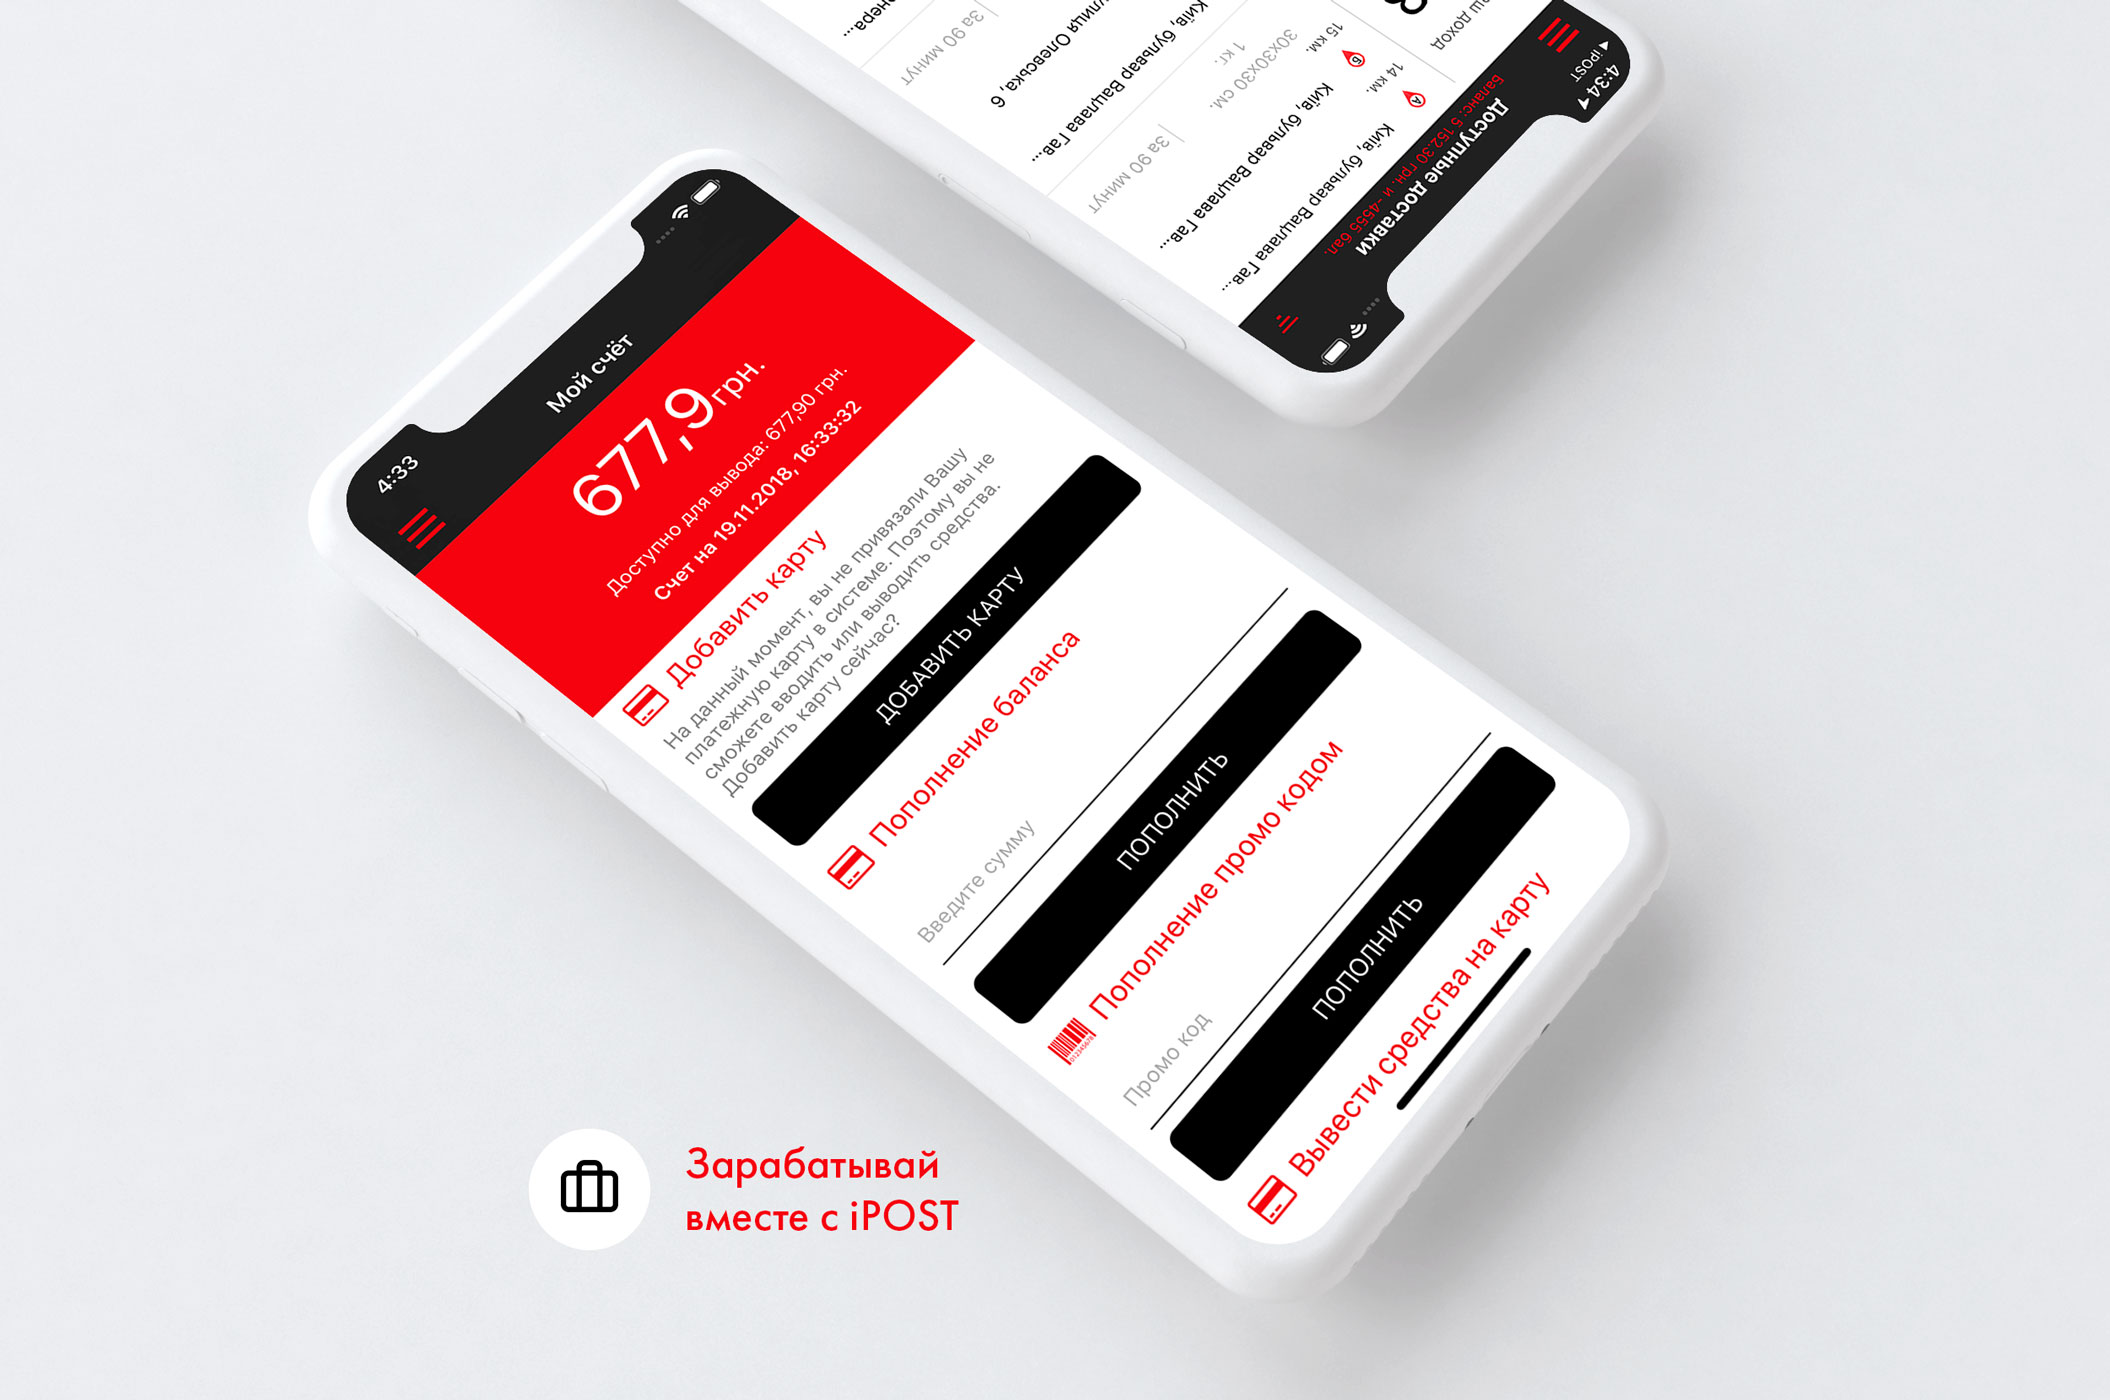 4:33
Мой счёт
677,9 грн.
Доступно для вывода: 677,90 грн.
Счет на 19.11.2018, 16:33:32
Добавить карту
На данный момент, вы не привязали Вашу
платежную карту в системе. Поэтому вы не
сможете вводить или выводить средства.
Добавить карту сейчас?
ДОБАВИТЬ КАРТУ
Пополнение баланса
Введите сумму
ПОПОЛНИТЬ
Пополнение промо кодом
Промо код
ПОПОЛНИТЬ
Вывести средства на карту
4:34
iPOST
Доступные доставки
Баланс: 5 152.30 грн. и -4555 бал.
доход
14 км.
А
Київ, бульвар Вацлава Гав...
15 км.
Б
Київ, бульвар Вацлава Гав...
30x30x30 см.
1 кг.
За 90 минут
Київ, бульвар Вацлава Гав...
улиця Олевська, 6
За 90 минут
Зарабатывай
вместе с iPOST